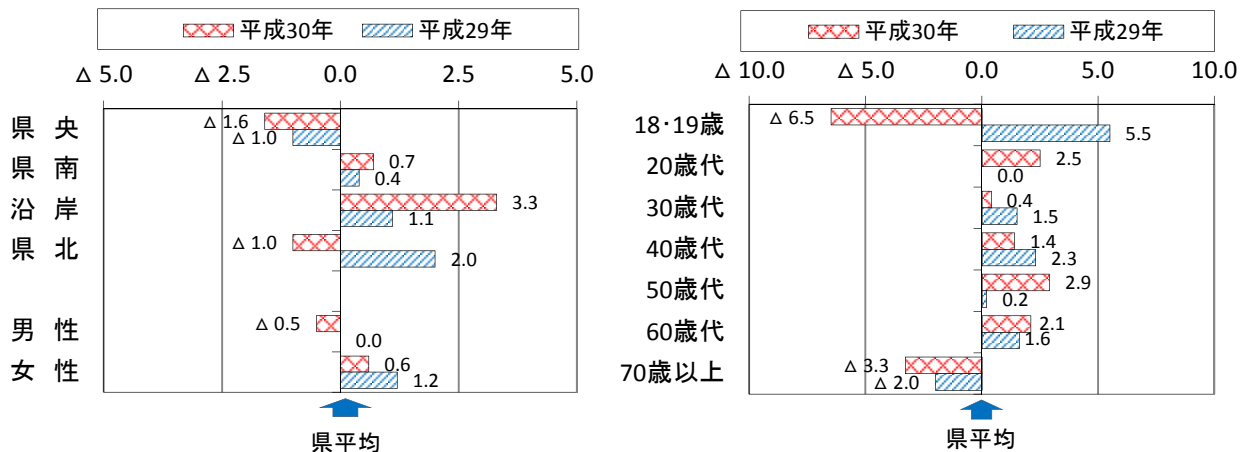 平成30年 平成29年
Δ 5.0 Δ 2.5 0.0 2.5 5.0
県 央 Δ 1.6
Δ 1.0
県 南 0.7
0.4
沿 岸 3.3
1.1
県 北 Δ 1.0
2.0
男 性 Δ 0.5
0.0
女 性 0.6
1.2
県平均
平成30年 平成29年
Δ 10.0 Δ 5.0 0.0 5.0 10.0
18･19歳 Δ 6.5
5.5
20歳代 2.5
0.0
30歳代 0.4
1.5
40歳代 1.4
2.3
50歳代 2.9
0.2
60歳代 2.1
1.6
70歳以上 Δ 3.3
Δ 2.0
県平均